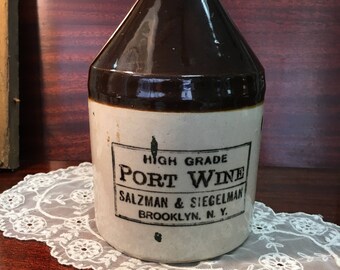 HIGH GRADE
PORT WINE
SALZMAN & SIEGELMAN
BROOKLYN, N.Y.